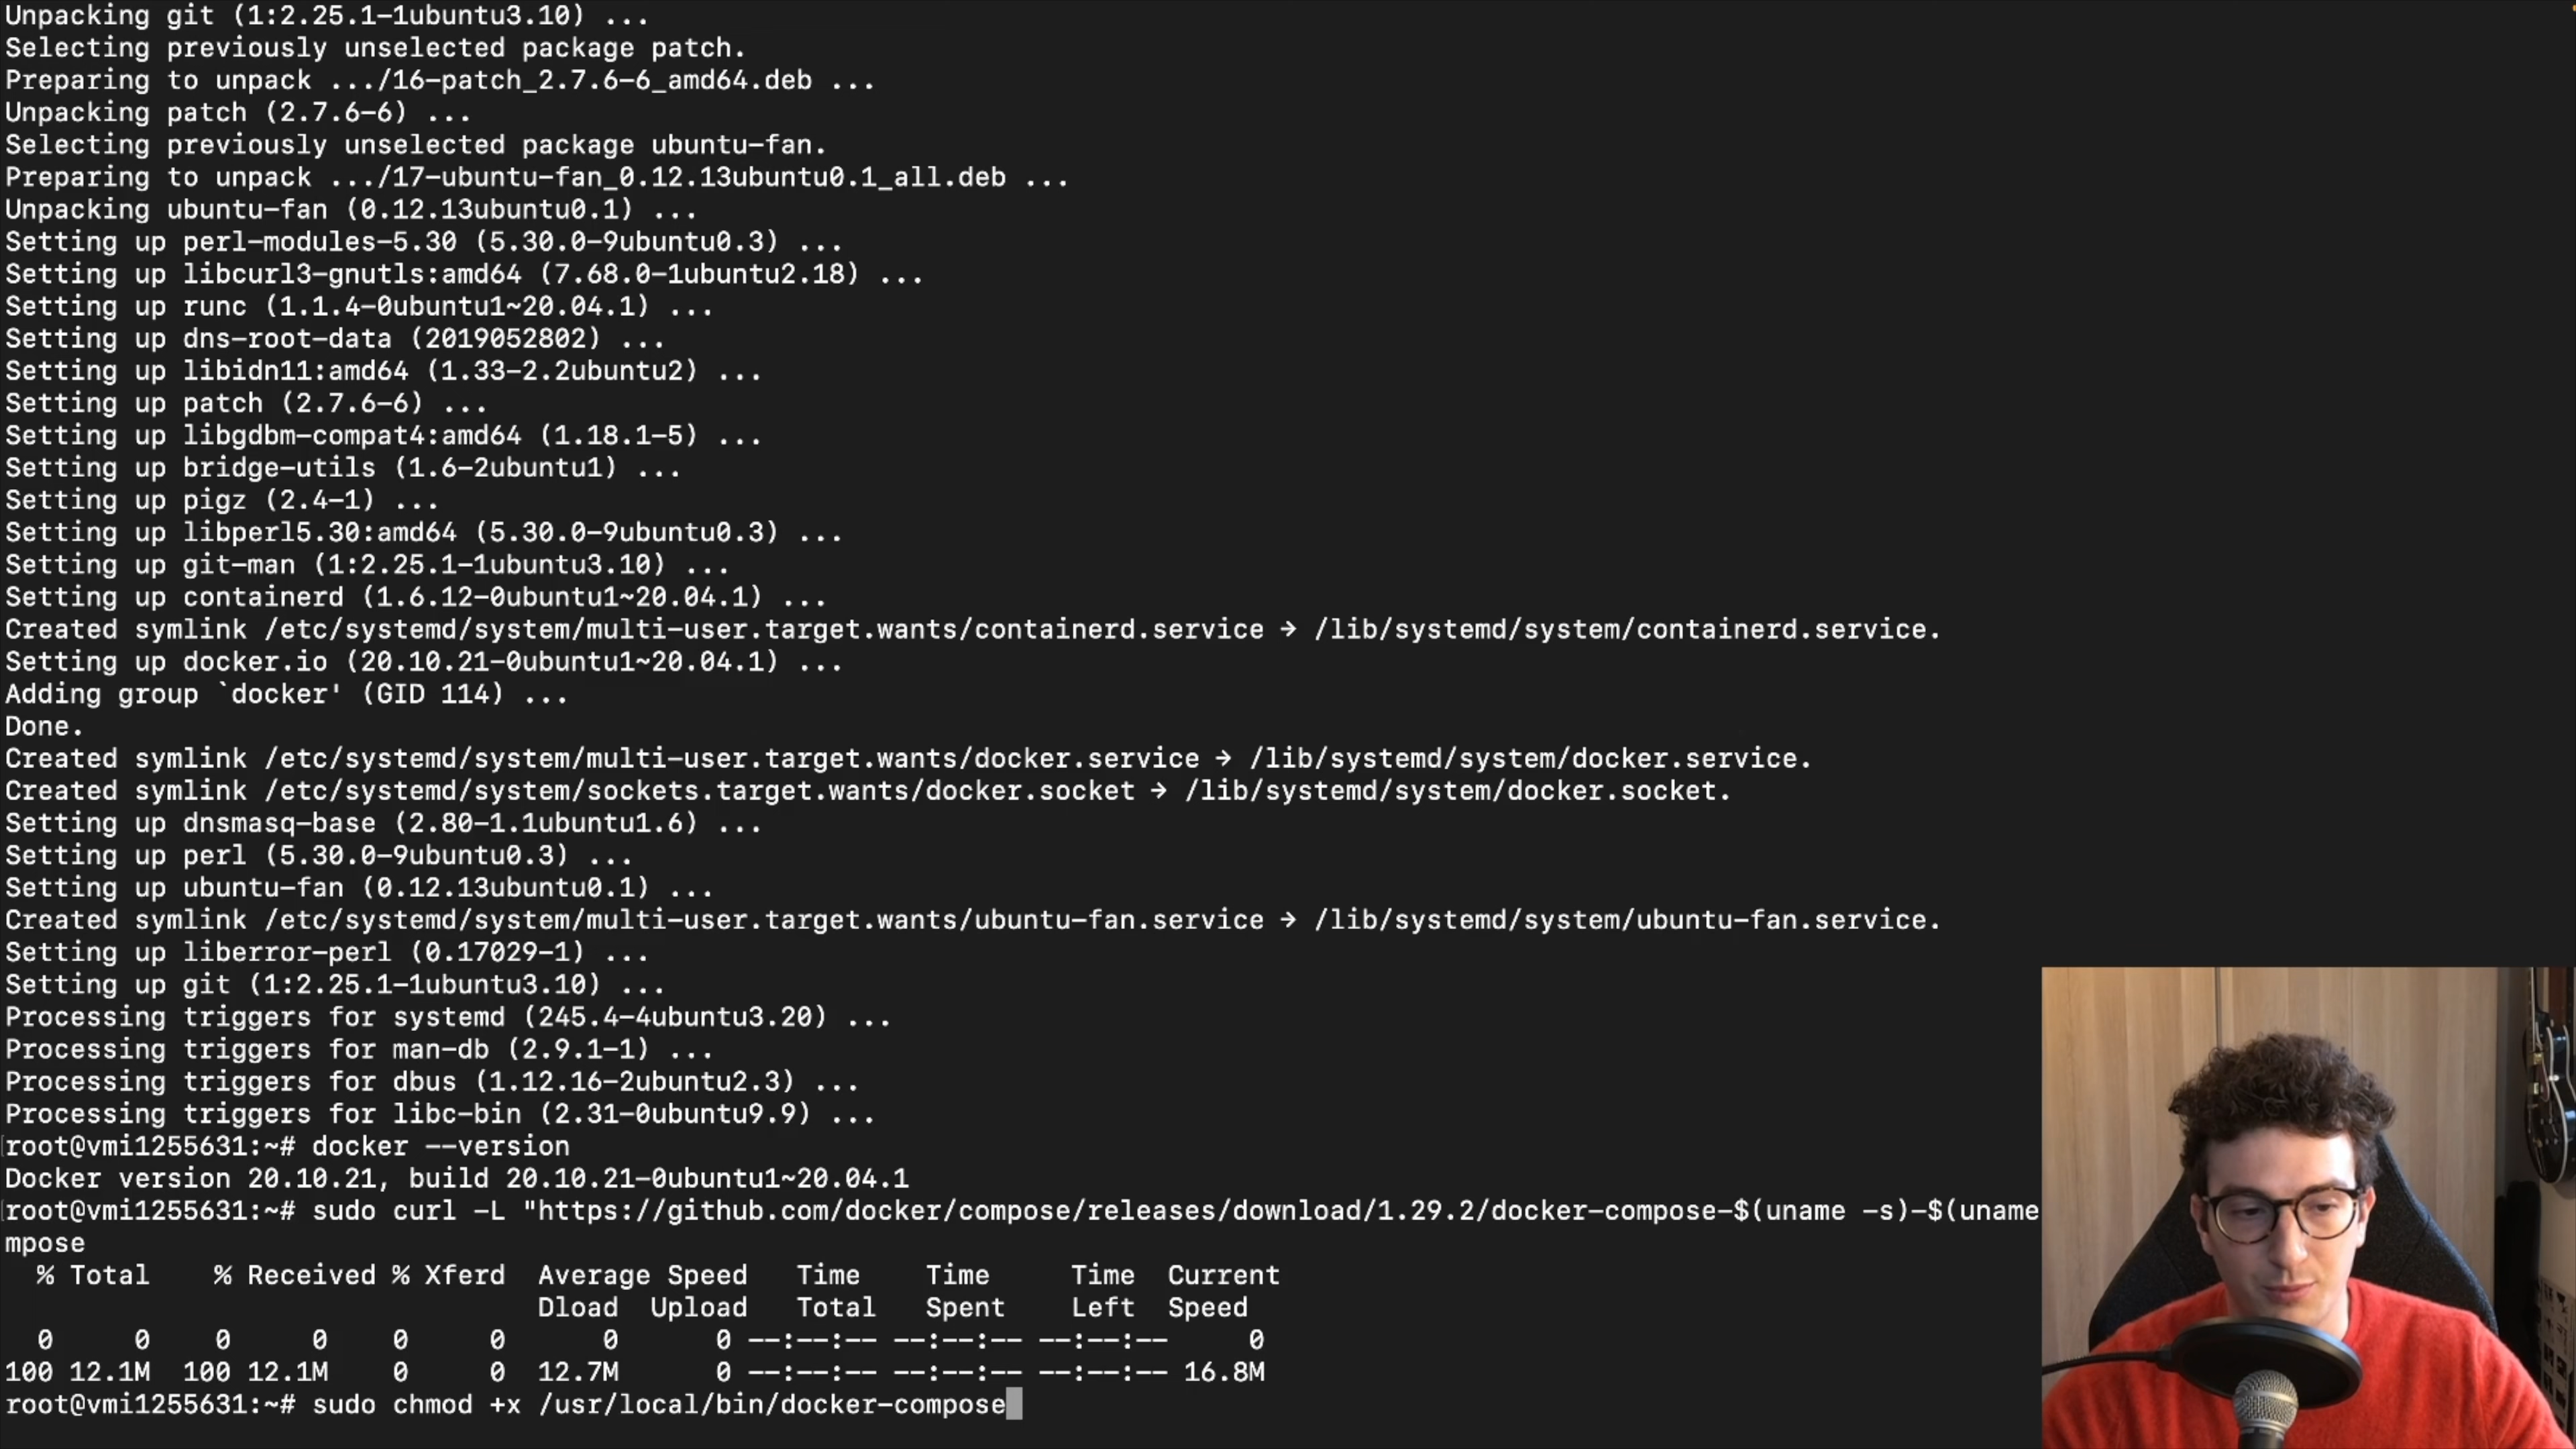 Unpacking git (1:2.25.1-1ubuntu3.10) ...
Selecting previously unselected package patch.
Preparing to unpack .../16-patch_2.7.6-6_amd64.deb ...
Unpacking patch (2.7.6-6) ...
Selecting previously unselected package ubuntu-fan.
Preparing to unpack .../17-ubuntu-fan_0.12.13ubuntu0.1_all.deb ...
Unpacking ubuntu-fan (0.12.13ubuntu0.1) ...
Setting up perl-modules-5.30 (5.30.0-9ubuntu0.3) ...
Setting up libcurl3-gnutls:amd64 (7.68.0-1ubuntu2.18) ...
Setting up runc (1.1.4-0ubuntu1~20.04.1) ...
Setting up dns-root-data (2019052802) ...
Setting up libidn11:amd64 (1.33-2.2ubuntu2) ...
Setting up patch (2.7.6-6) ...
Setting up libgdbm-compat4:amd64 (1.18.1-5) ...
Setting up bridge-utils (1.6-2ubuntu1) ...
Setting up pigz (2.4-1) ...
Setting up libperl5.30:amd64 (5.30.0-9ubuntu0.3) ...
Setting up git-man (1:2.25.1-1ubuntu3.10) ...
Setting up containerd (1.6.12-0ubuntu1~20.04.1) ...
Created symlink /etc/systemd/system/multi-user.target.wants/containerd.service → /lib/systemd/system/containerd.service.
Setting up docker.io (20.10.21-0ubuntu1~20.04.1) ...
Adding group `docker' (GID 114) ...
Done.
Created symlink /etc/systemd/system/multi-user.target.wants/docker.service → /lib/systemd/system/docker.service.
Created symlink /etc/systemd/system/sockets.target.wants/docker.socket → /lib/systemd/system/docker.socket.
Setting up dnsmasq-base (2.80-1.1ubuntu1.6) ...
Setting up perl (5.30.0-9ubuntu0.3) ...
Setting up ubuntu-fan (0.12.13ubuntu0.1) ...
Created symlink /etc/systemd/system/multi-user.target.wants/ubuntu-fan.service → /lib/systemd/system/ubuntu-fan.service.
Setting up liberror-perl (0.17029-1) ...
Setting up git (1:2.25.1-1ubuntu3.10) ...
Processing triggers for systemd (245.4-4ubuntu3.20) ...
Processing triggers for man-db (2.9.1-1) ...
Processing triggers for dbus (1.12.16-2ubuntu2.3) ...
Processing triggers for libc-bin (2.31-0ubuntu9.9) ...
root@vmi1255631:~# docker --version
Docker version 20.10.21, build 20.10.21-0ubuntu1~20.04.1
root@vmi1255631:~# sudo curl -L "https://github.com/docker/compose/releases/download/1.29.2/docker-compose-$(uname -s)-$(uname
mpose
% Total % Received % Xferd Average Speed Time Time Time Current
Dload Upload Total Spent Left Speed
0 0 0 0 0 0 0 0 --:--:-- --:--:-- --:--:-- 0
100 12.1M 100 12.1M 0 0 12.7M 0 --:--:-- --:--:-- --:--:-- 16.8M
root@vmi1255631:~# sudo chmod +x /usr/local/bin/docker-compose